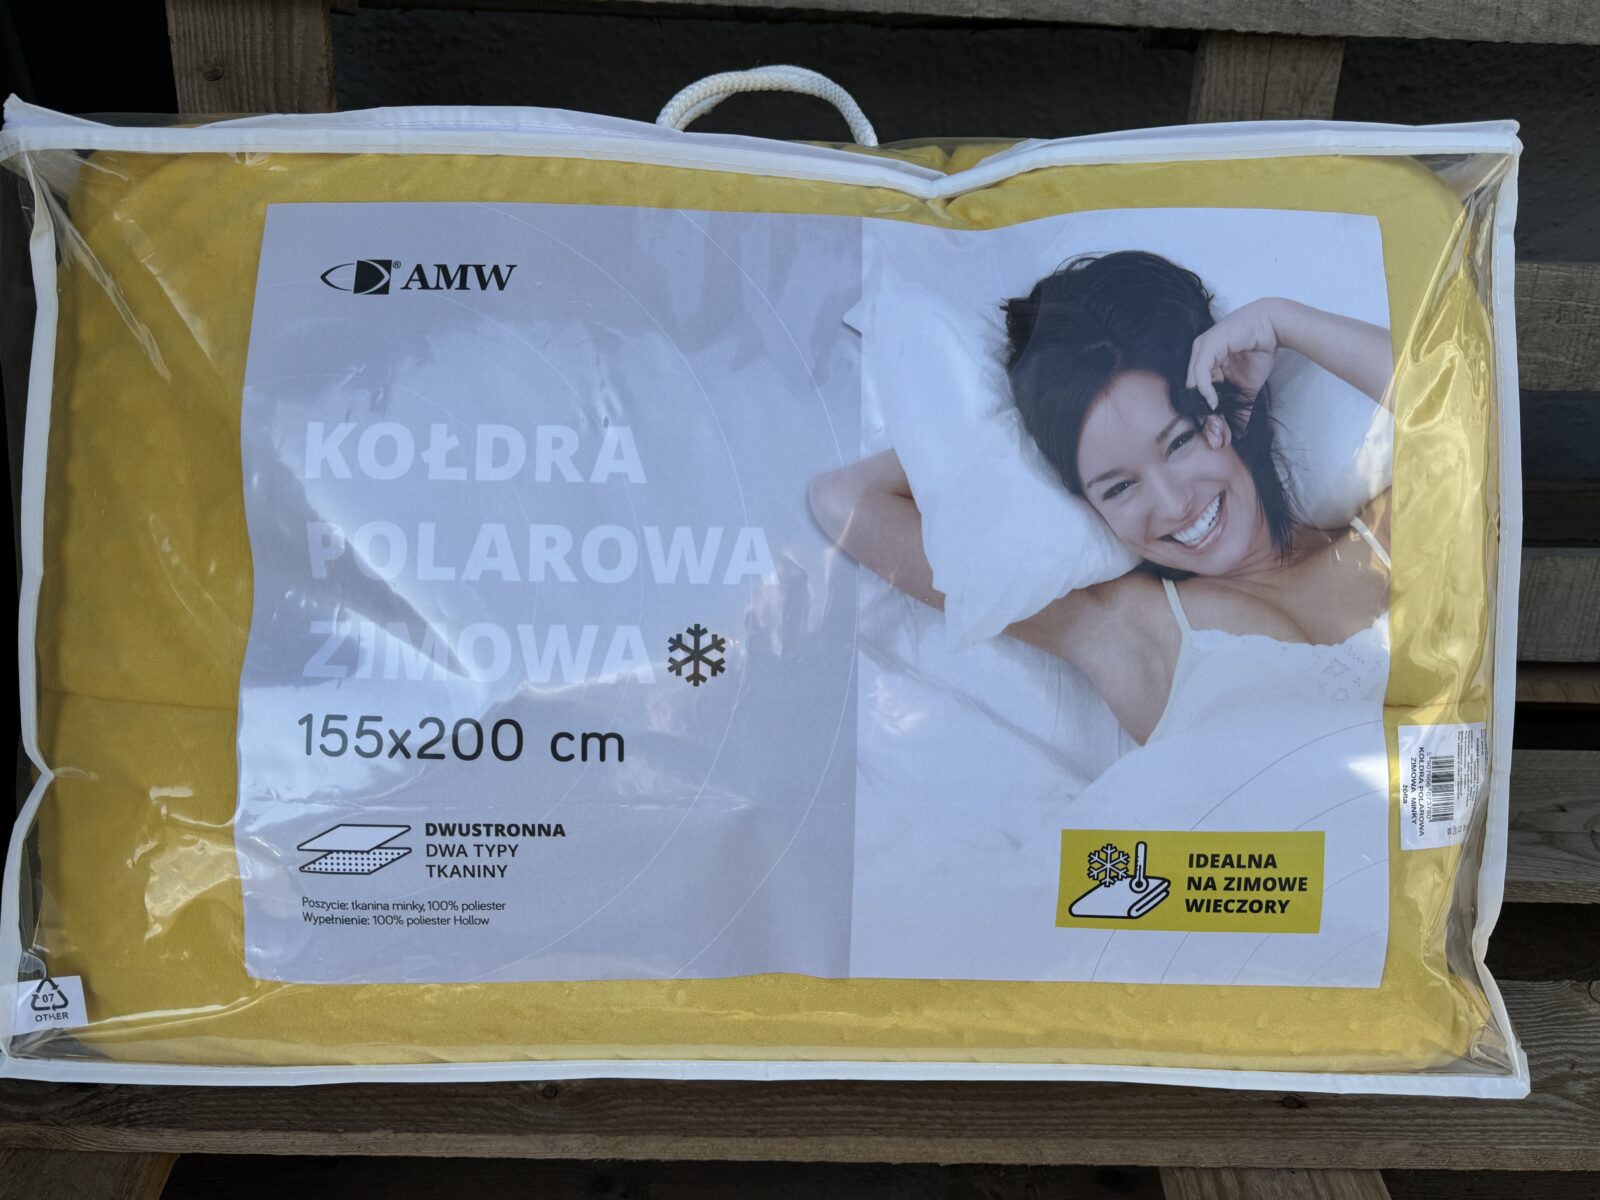 AMW
KOŁDRA
POLAROWA
ZIMOWA
155x200 cm
DWUSTRONNA
DWA TYPY
TKANINY
Poszycie: tkanina minky, 100% poliester
Wypełnienie: 100% poliester Hollow
IDEALNA
NA ZIMOWE
WIECZORY
KOŁDRA POLAROWA
ZIMOWA MINKY
żółta
07
OTHER